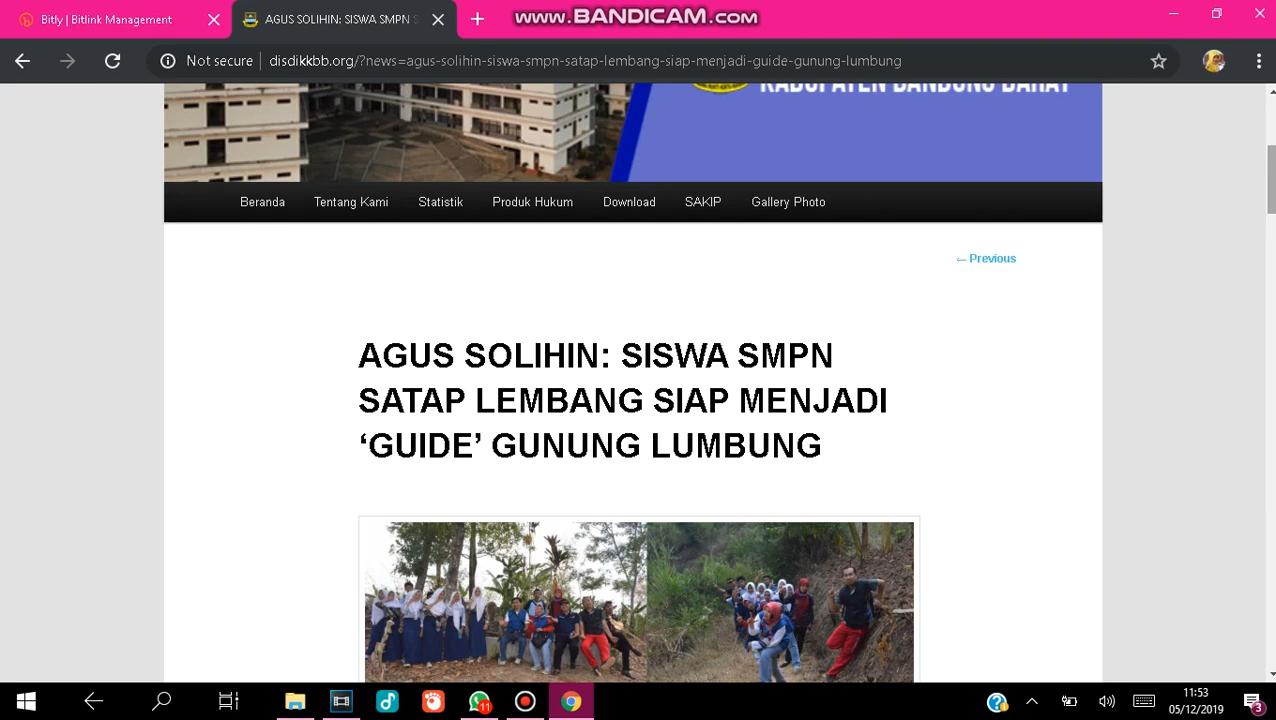 Bitly | Bitlink Management
AGUS SOLIHIN: SISWA SMPN S
www.BANDICAM.com
Not secure
disdikkbb.org/?news=agus-solihin-siswa-smpn-satap-lembang-siap-menjadi-guide-gunung-lumbung
KABUPATEN BANDUNG BARAT
Beranda
Tentang Kami
Statistik
Produk Hukum
Download
SAKIP
Gallery Photo
← Previous
AGUS SOLIHIN: SISWA SMPN
SATAP LEMBANG SIAP MENJADI
‘GUIDE’ GUNUNG LUMBUNG
11
11:53
05/12/2019
3